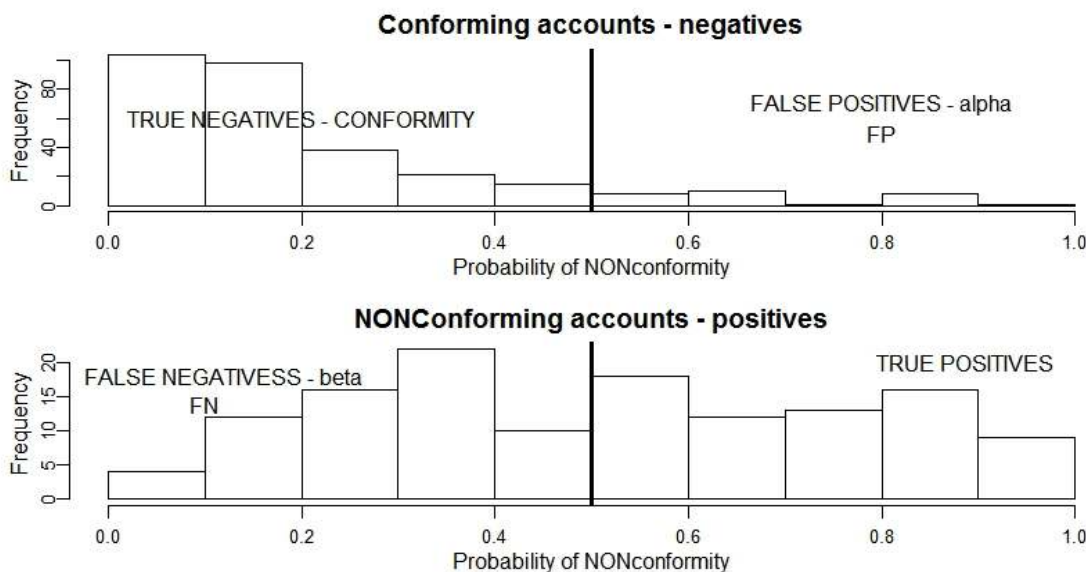 Conforming accounts - negatives
Frequency
0 40 80
TRUE NEGATIVES - CONFORMITY
FALSE POSITIVES - alpha
FP
0.0 0.2 0.4 0.6 0.8 1.0
Probability of NONconformity
NONConforming accounts - positives
Frequency
0 5 10 15 20
FALSE NEGATIVESS - beta
FN
TRUE POSITIVES
0.0 0.2 0.4 0.6 0.8 1.0
Probability of NONconformity